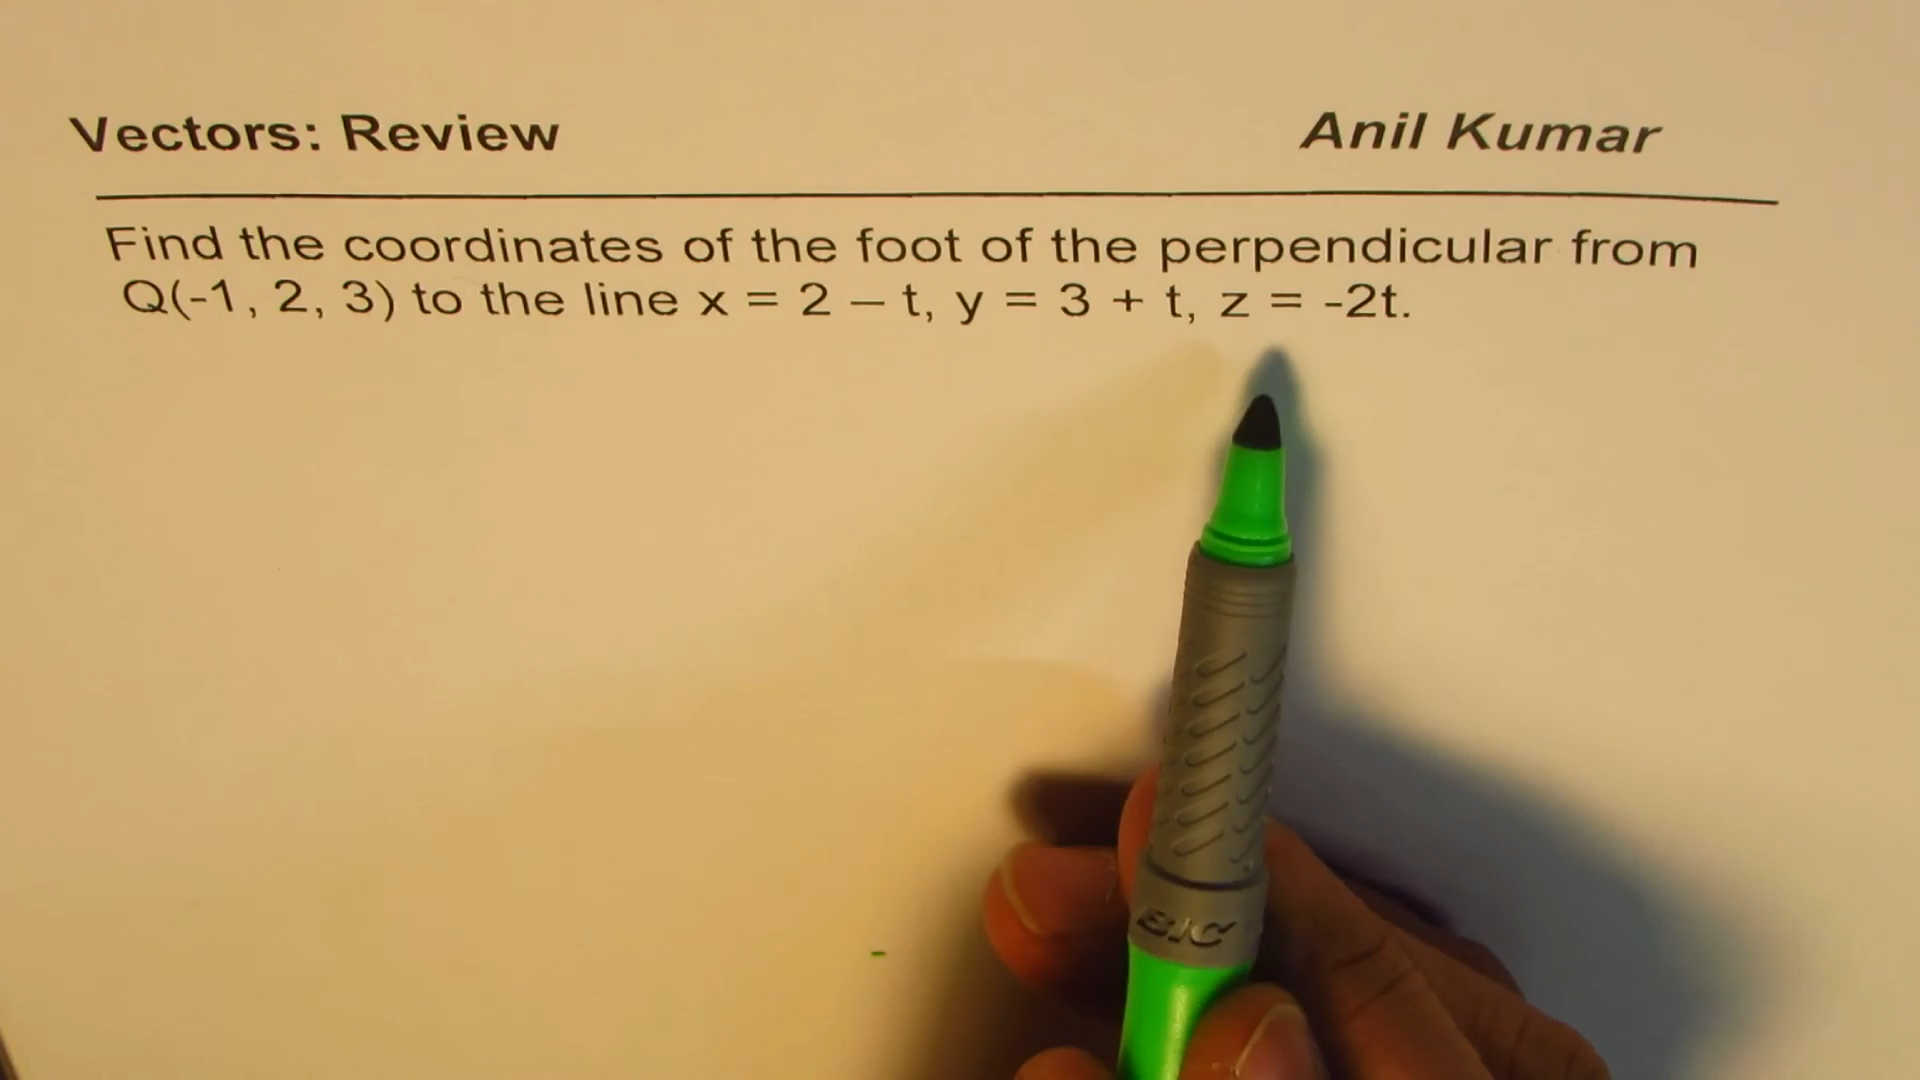 Vectors: Review
Anil Kumar
Find the coordinates of the foot of the perpendicular from
Q(-1, 2, 3) to the line x = 2 – t, y = 3 + t, z = -2t.
BIC